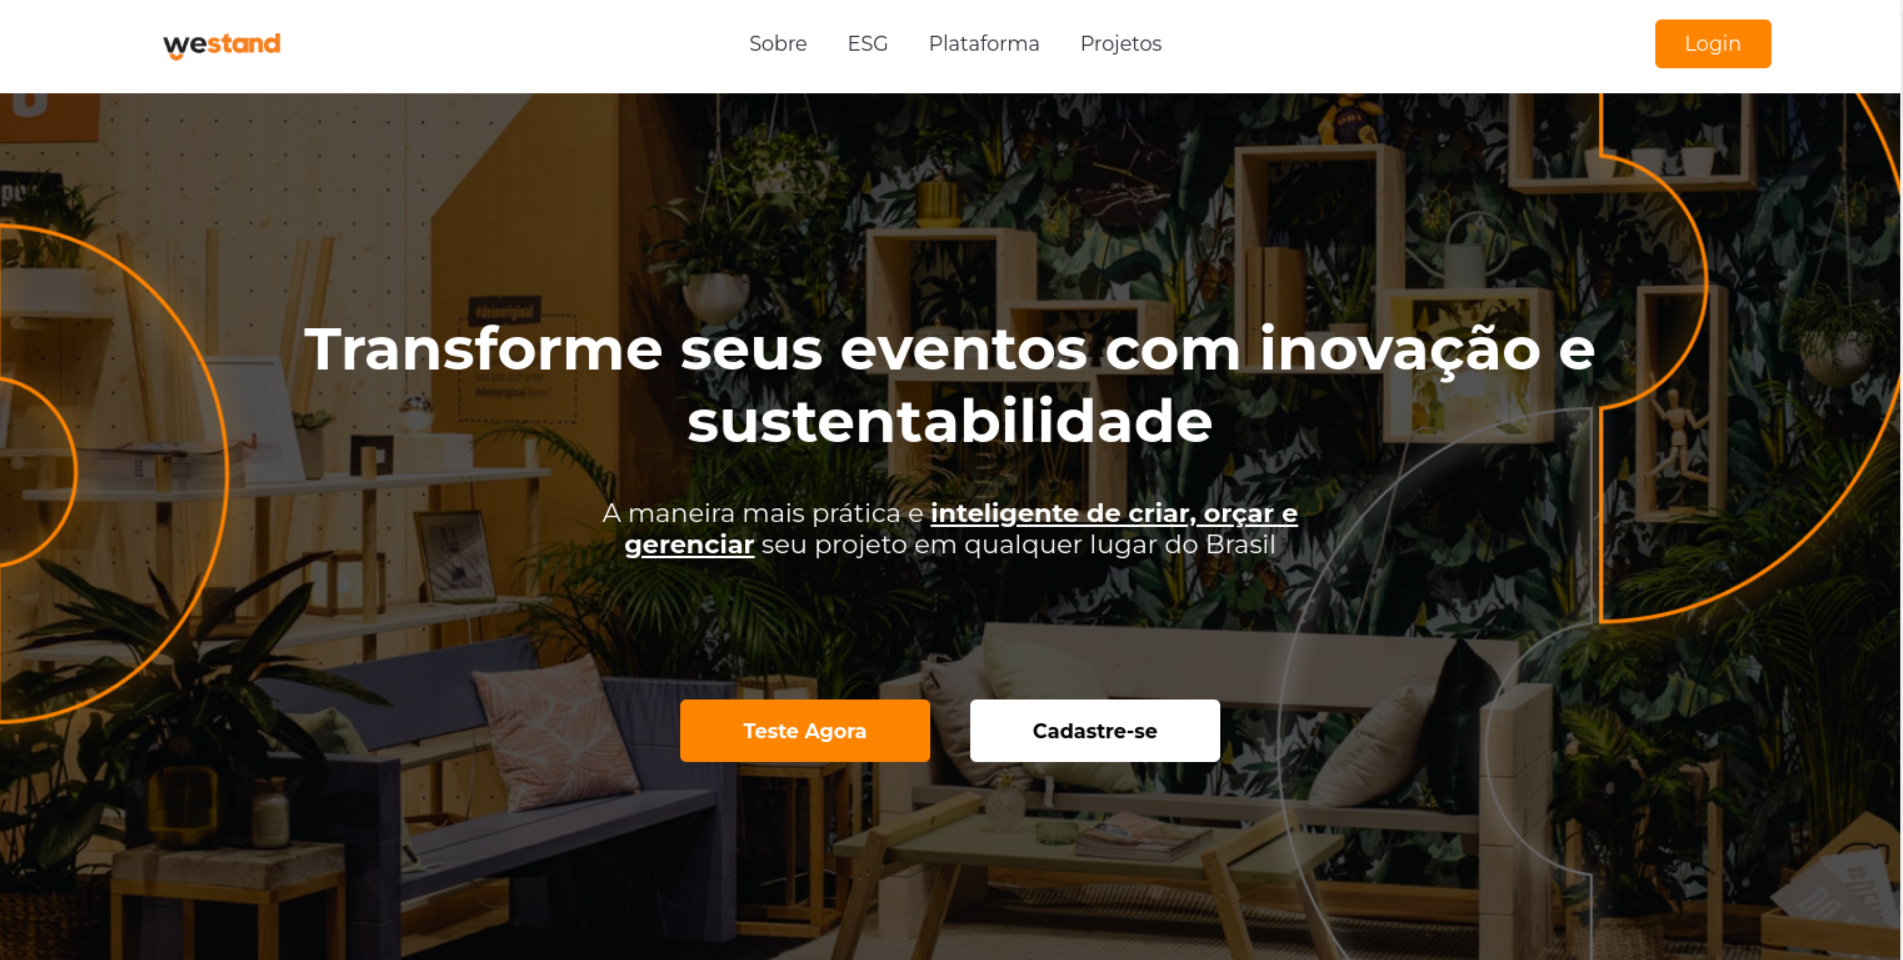 westand
Sobre
ESG
Plataforma
Projetos
Login
#deinoriginal
Transforme seus eventos com inovação e
sustentabilidade
A maneira mais prática e inteligente de criar, orçar e
gerenciar seu projeto em qualquer lugar do Brasil
Teste Agora
Cadastre-se